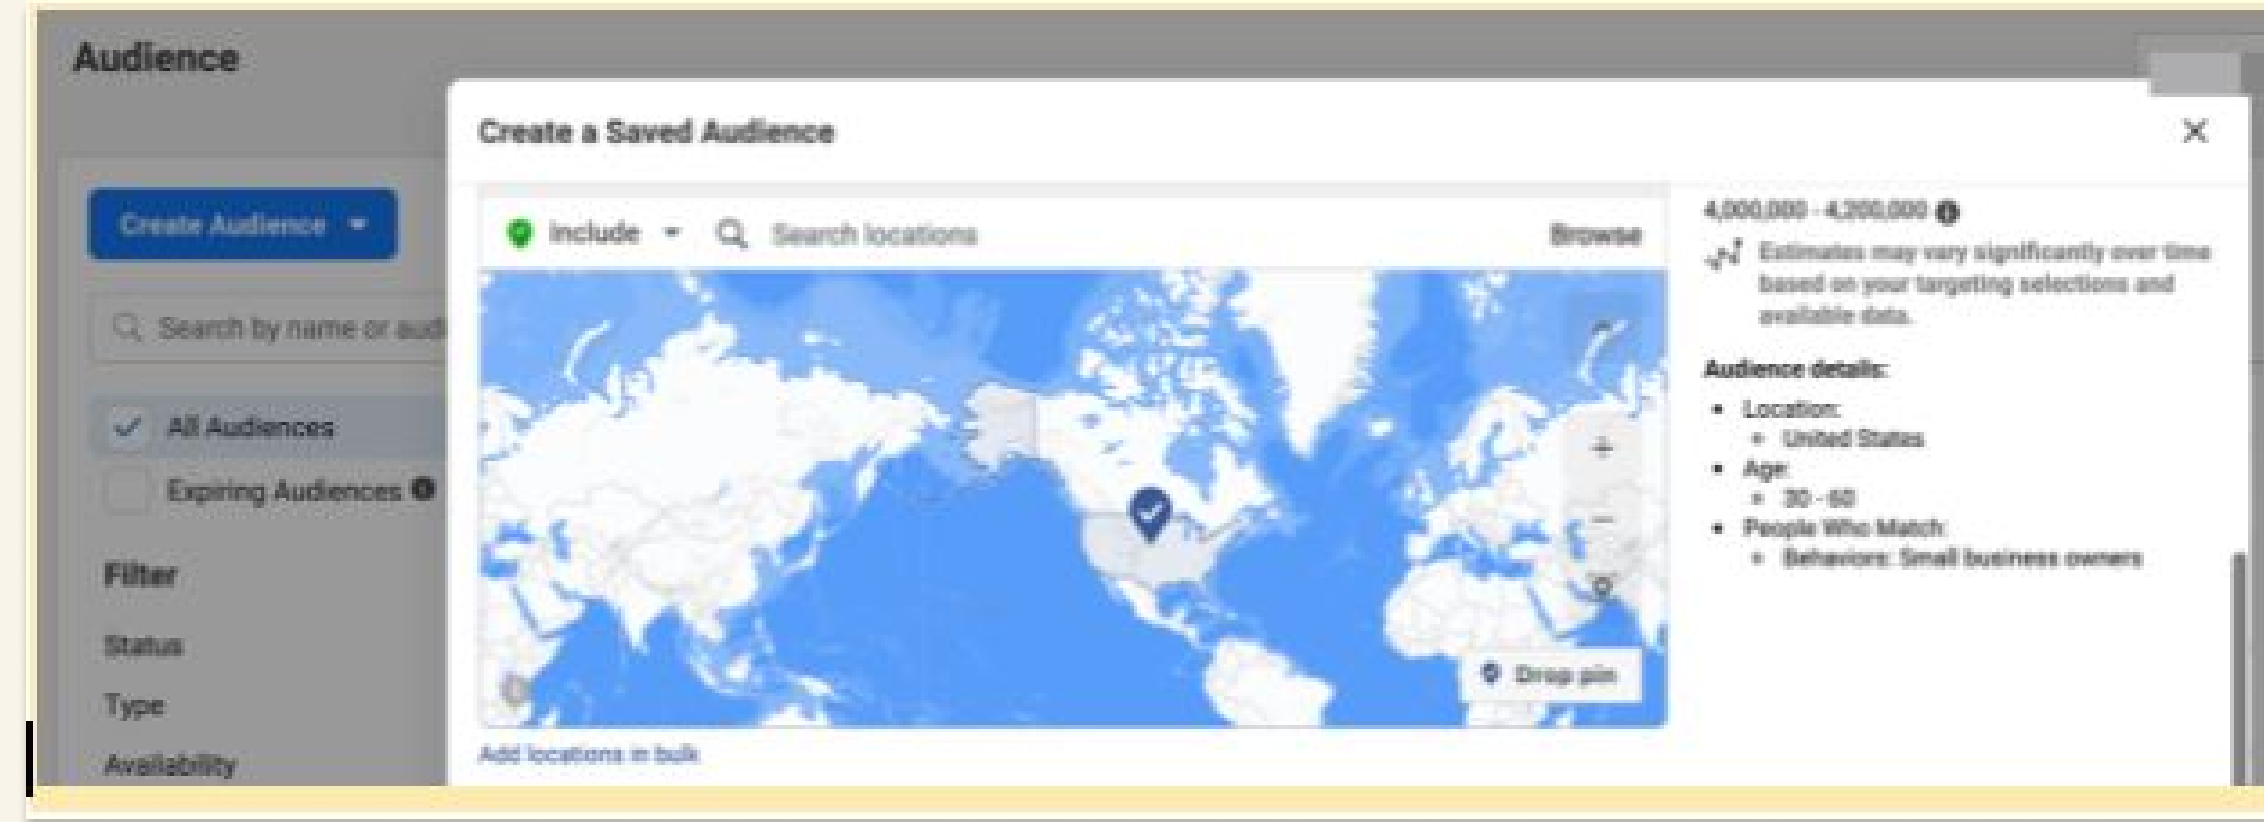 Audience
Create a Saved Audience
Create Audience
Include
Search locations
Browse
Search by name or audi
All Audiences
Expiring Audiences
Filter
Status
Type
Availability
Drop pin
Add locations in bulk
4,000,000 - 4,200,000
Estimates may vary significantly over time
based on your targeting selections and
available data.
Audience details:
Location:
United States
Age:
30 - 60
People Who Match:
Behaviors: Small business owners